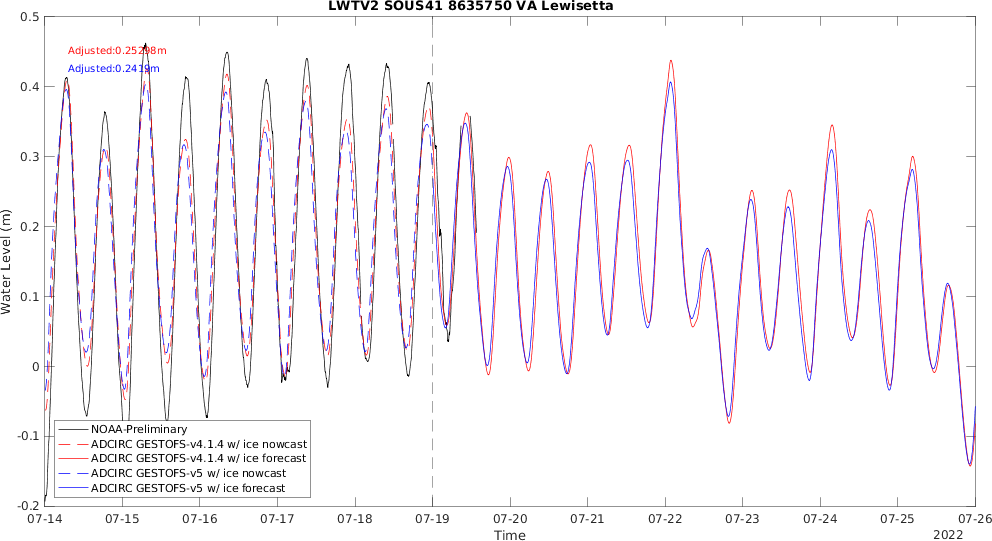 LWTV2 SOUS41 8635750 VA Lewisetta
Adjusted:0.25298m
Adjusted:0.2419m
0.5
0.4
0.3
0.2
0.1
0
-0.1
-0.2
Water Level (m)
NOAA-Preliminary
ADCIRC GESTOFS-v4.1.4 w/ ice nowcast
ADCIRC GESTOFS-v4.1.4 w/ ice forecast
ADCIRC GESTOFS-v5 w/ ice nowcast
ADCIRC GESTOFS-v5 w/ ice forecast
07-14 07-15 07-16 07-17 07-18 07-19 07-20 07-21 07-22 07-23 07-24 07-25 07-26
Time
2022